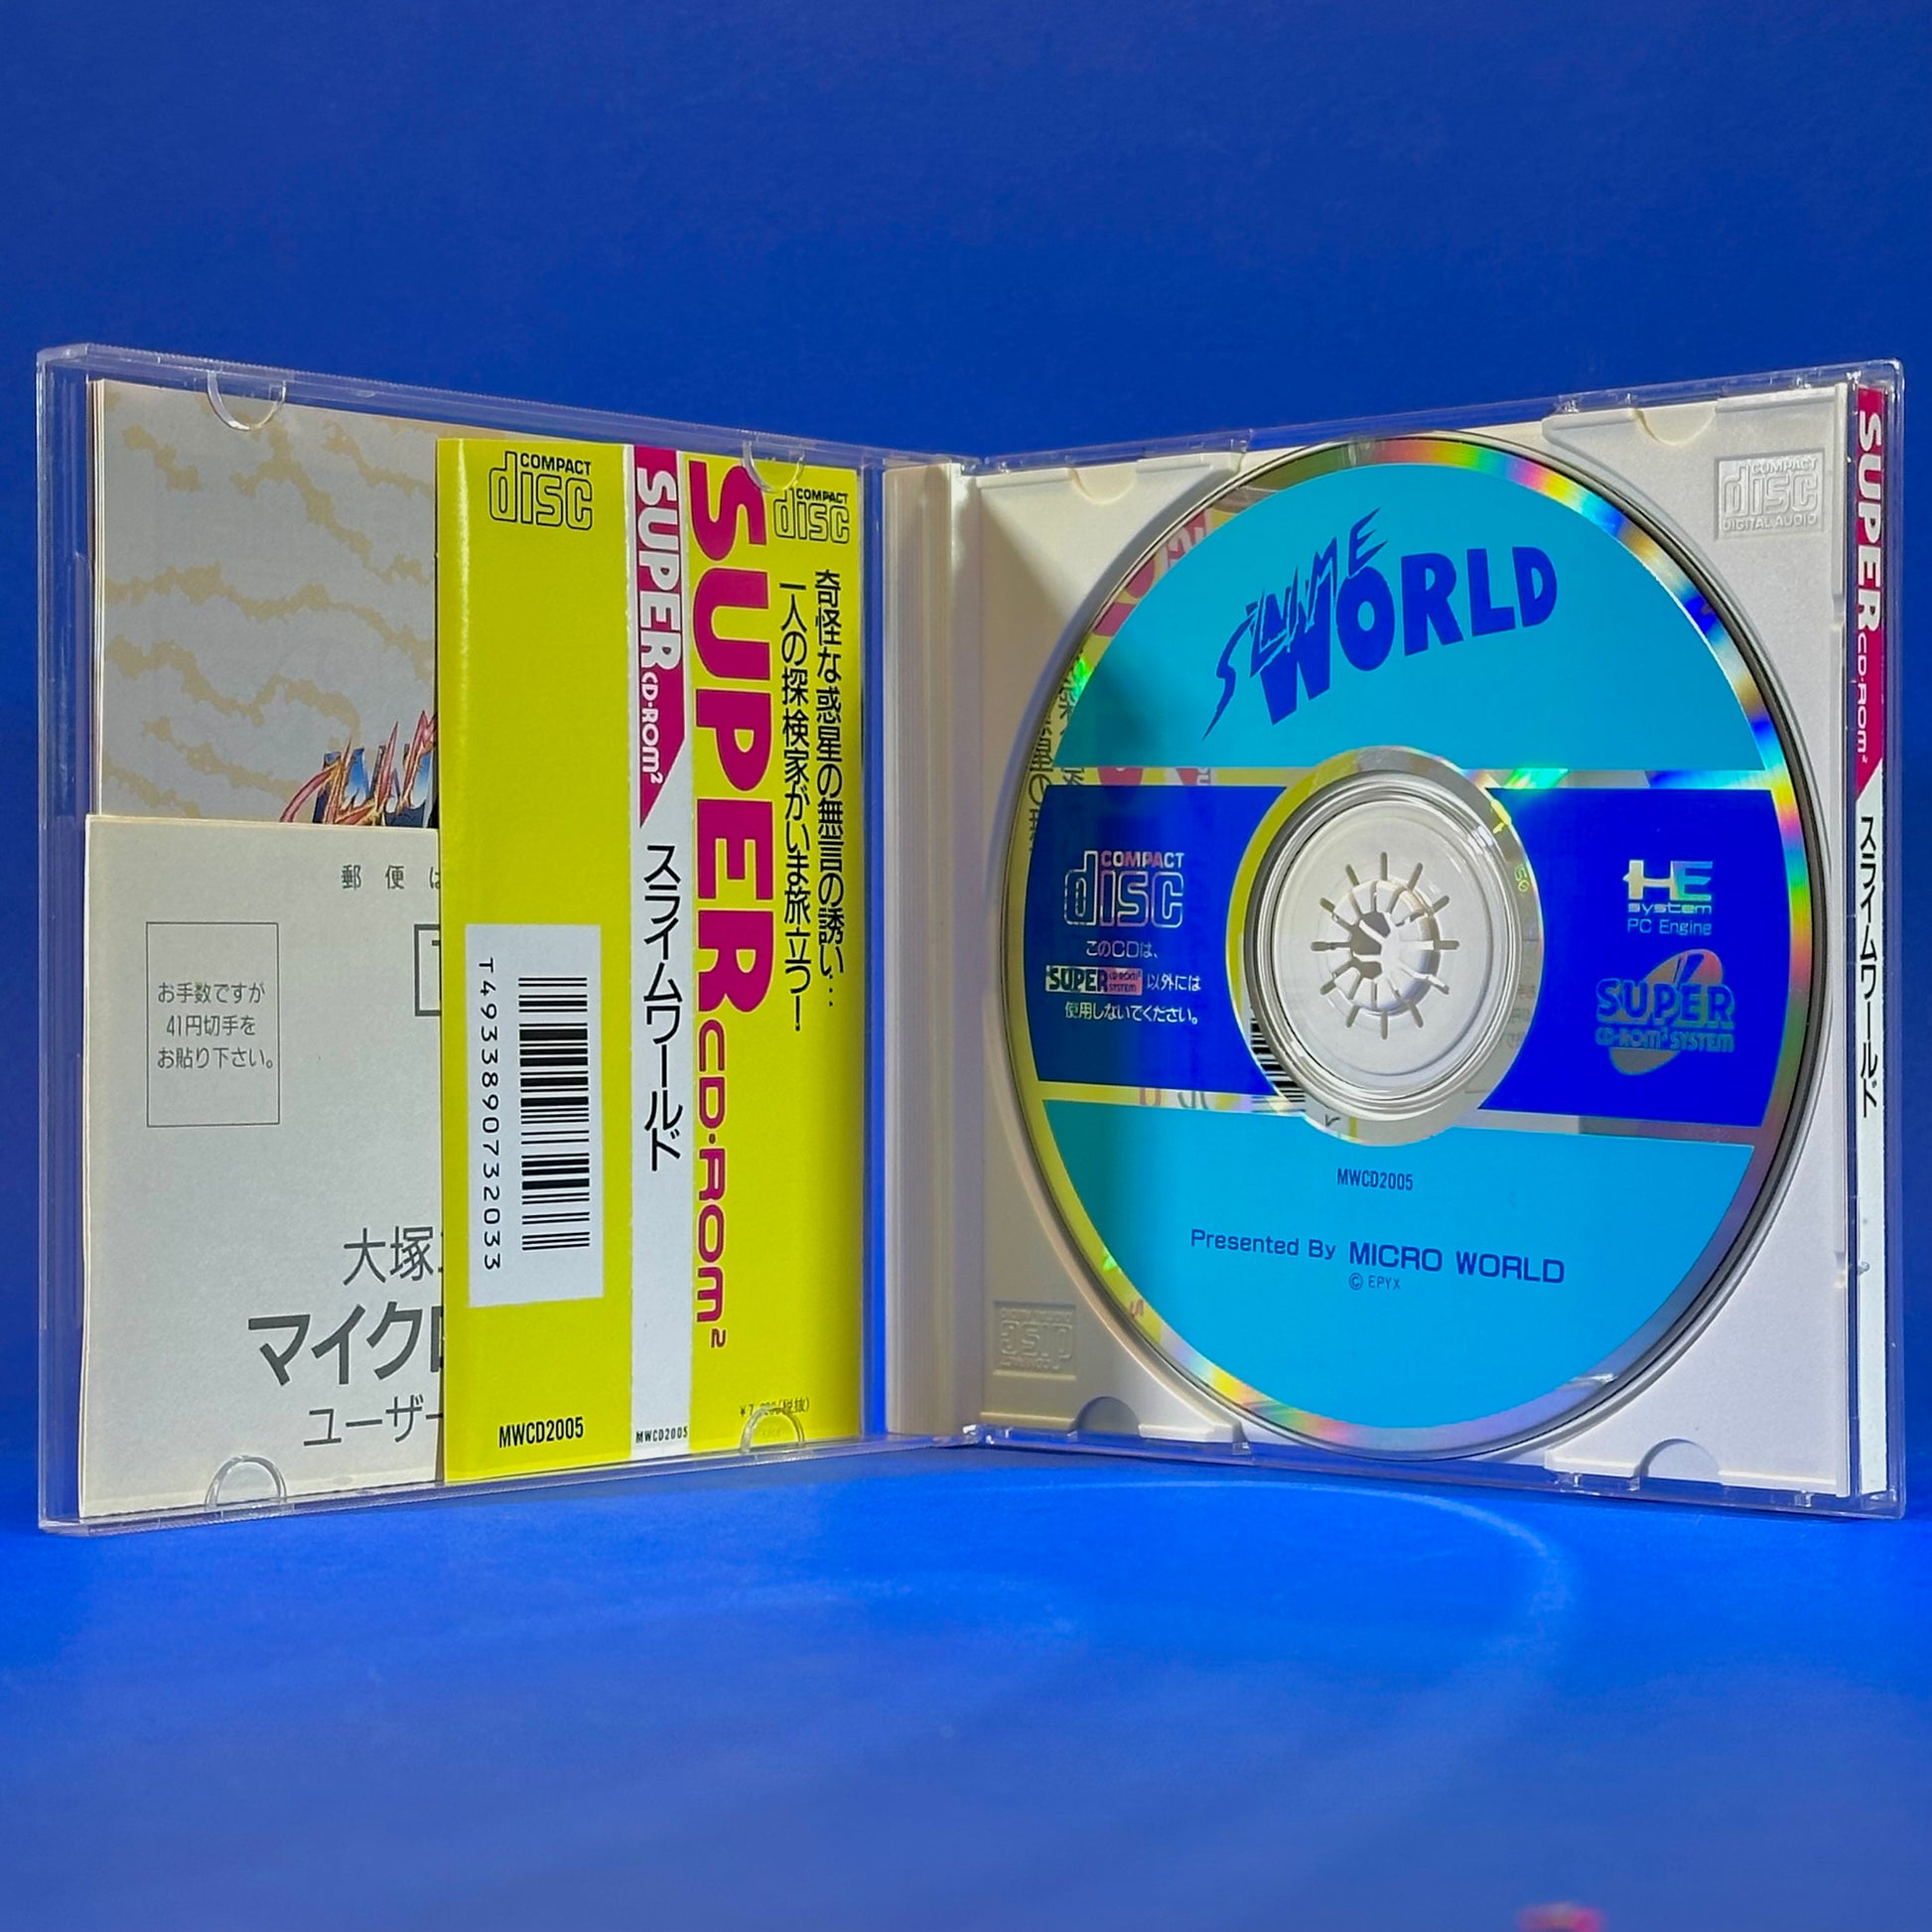 郵 便 は
お手数ですが
41円切手を
お貼り下さい。
大塚
マイク
ユーザー
COMPACT
disc
T4933890732033
MWCD2005
SUPER CD-ROM²
スライムワールド
MWCD2005
SUPER CD-ROM²
COMPACT
disc
奇怪な惑星の無言の誘い…
一人の探検家がいま旅立つ!
SLIME
WORLD
COMPACT
disc
このCDは、
SUPER CD-ROM² SYSTEM 以外には
使用しないでください。
HE
system
PC Engine
SUPER
CD-ROM² SYSTEM
MWCD2005
Presented By MICRO WORLD
© EPYX
COMPACT
disc
DIGITAL AUDIO
SUPER CD-ROM²
スライムワールド